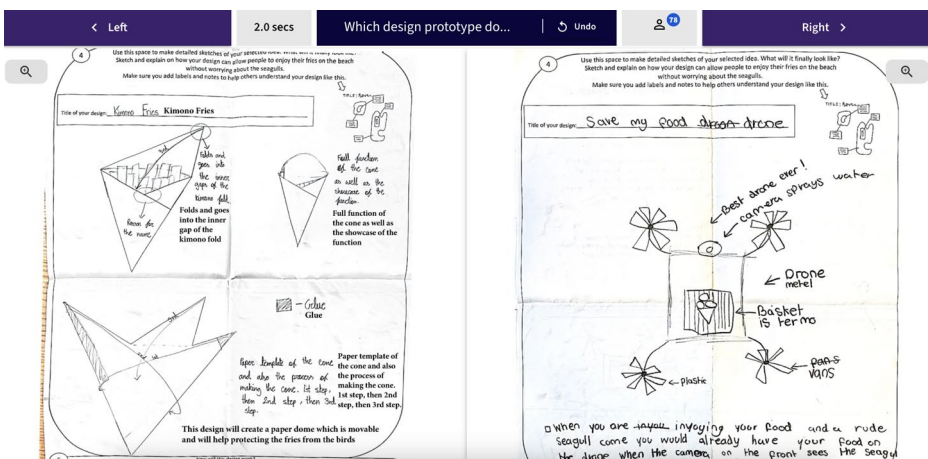 Left
2.0 secs
Which design prototype do...
Undo
78
Right
4
Use this space to make detailed sketches of your selected idea. What will it finally look like?
Sketch and explain on how your design can allow people to enjoy their fries on the beach
without worrying about the seagulls.
Make sure you add labels and notes to help others understand your design like this.
Title of your design: Kimono Fries Kimono Fries
3rd
Folds and
goes into
the inner
gaps of the
kimono fold
Folds and goes
into the inner
gap of the
kimono fold
Room for
the name
Full function
of the cone
as well as the
showcase of the
function.
Full function of
the cone as well as
the showcase of the
function
Glue
Glue
3rd
Paper template of the cone
and also the process of
making the cone. 1st step,
then 2nd step, then 3rd
step.
Paper template of
the cone and also
the process of
making the cone.
1st step, then 2nd
step, then 3rd step.
This design will create a paper dome which is movable
and will help protecting the fries from the birds
4
Use this space to make detailed sketches of your selected idea. What will it finally look like?
Sketch and explain on how your design can allow people to enjoy their fries on the beach
without worrying about the seagulls.
Make sure you add labels and notes to help others understand your design like this.
Title of your design: Save my food drone
Best drone ever!
camera sprays water
Drone
metel
Basket
is termo
plastic
vans
When you are invoying your food and a rude
seagull come you would already have your food on
the drone when the camera on the front sees the seagul